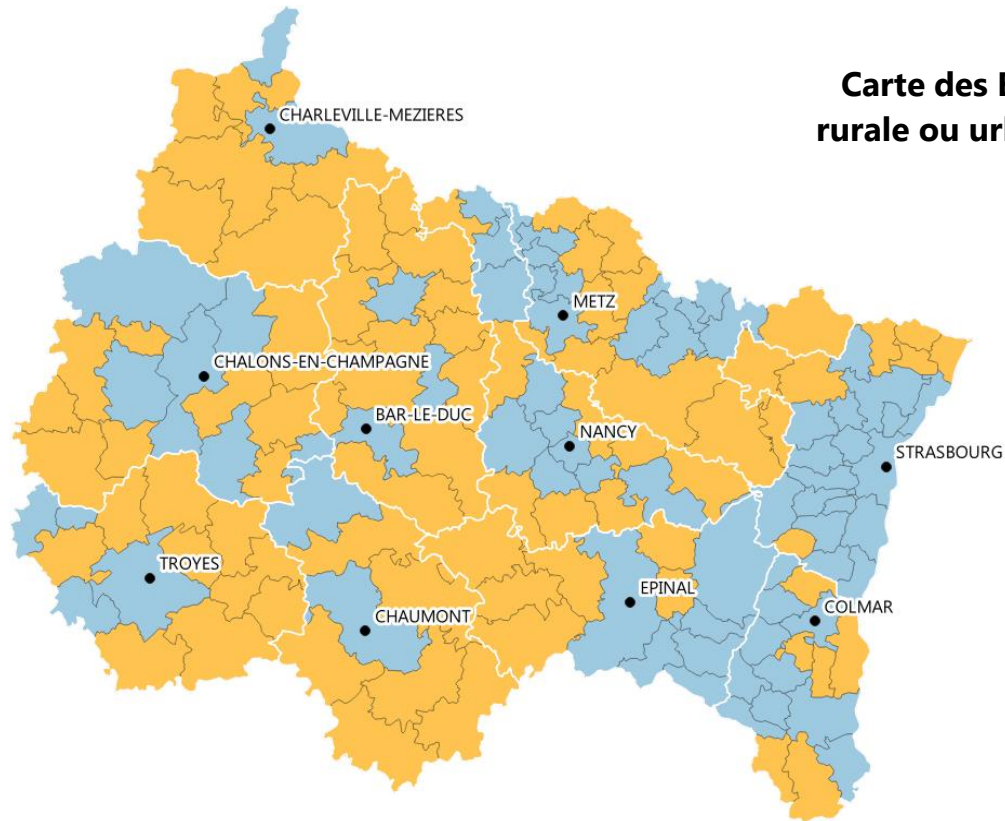 Carte des
rurale ou
CHARLEVILLE-MEZIERES
METZ
CHALONS-EN-CHAMPAGNE
BAR-LE-DUC
NANCY
STRASBOURG
TROYES
EPINAL
COLMAR
CHAUMONT